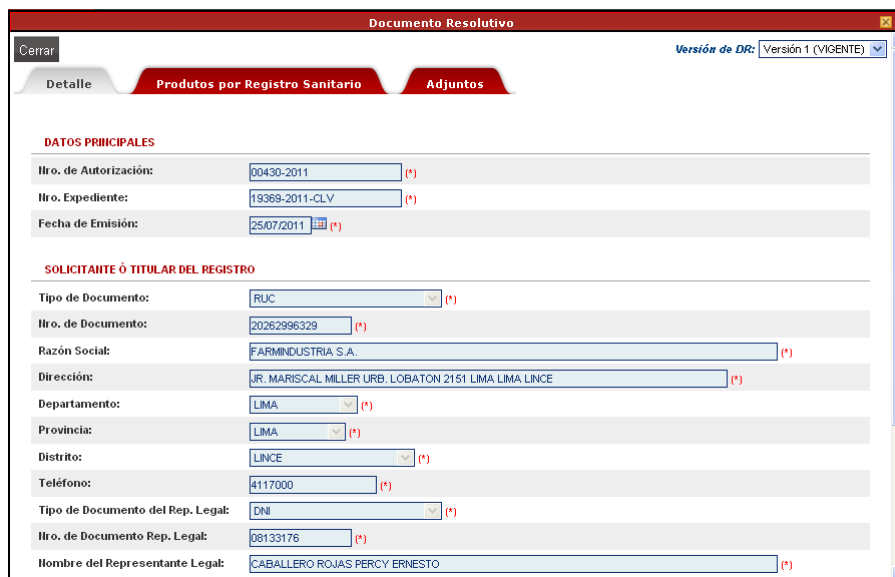 Documento Resolutivo
Cerrar
Versión de DR: Versión 1 (VIGENTE)
Detalle Produtos por Registro Sanitario Adjuntos
DATOS PRINCIPALES
Nro. de Autorización: 00430-2011 (*)
Nro. Expediente: 19369-2011-CLV (*)
Fecha de Emisión: 25/07/2011 (*)
SOLICITANTE Ó TITULAR DEL REGISTRO
Tipo de Documento: RUC (*)
Nro. de Documento: 20262996329 (*)
Razón Social: FARMINDUSTRIA S.A. (*)
Dirección: JR. MARISCAL MILLER URB. LOBATON 2151 LIMA LIMA LINCE (*)
Departamento: LIMA (*)
Provincia: LIMA (*)
Distrito: LINCE (*)
Teléfono: 4117000 (*)
Tipo de Documento del Rep. Legal: DNI (*)
Nro. de Documento Rep. Legal: 08133176 (*)
Nombre del Representante Legal: CABALLERO ROJAS PERCY ERNESTO (*)